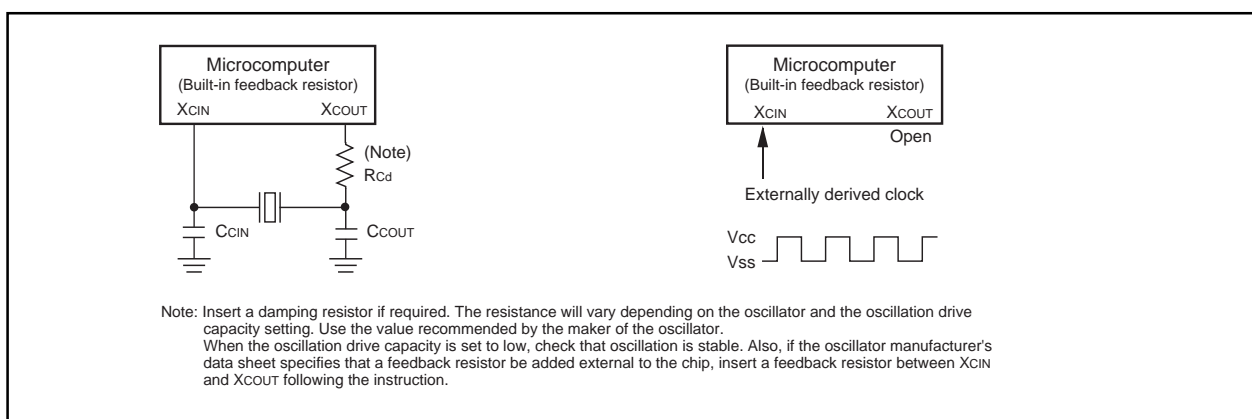 Microcomputer
(Built-in feedback resistor)
XCIN XCOUT
(Note)
RCd
CCIN CCOUT
Microcomputer
(Built-in feedback resistor)
XCIN XCOUT
Open
Externally derived clock
Vcc
Vss
Note: Insert a damping resistor if required. The resistance will vary depending on the oscillator and the oscillation drive
capacity setting. Use the value recommended by the maker of the oscillator.
When the oscillation drive capacity is set to low, check that oscillation is stable. Also, if the oscillator manufacturer's
data sheet specifies that a feedback resistor be added external to the chip, insert a feedback resistor between XCIN
and XCOUT following the instruction.